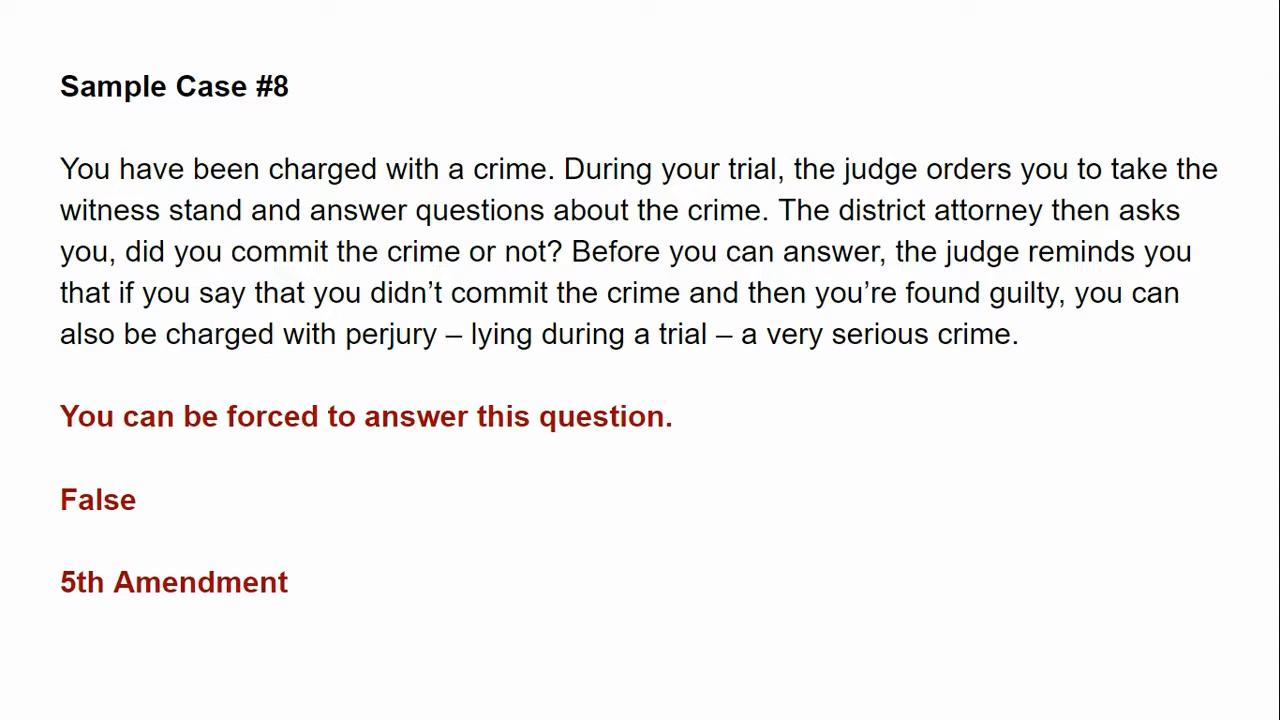 Sample Case #8
You have been charged with a crime. During your trial, the judge orders you to take the
witness stand and answer questions about the crime. The district attorney then asks
you, did you commit the crime or not? Before you can answer, the judge reminds you
that if you say that you didn’t commit the crime and then you’re found guilty, you can
also be charged with perjury – lying during a trial – a very serious crime.
You can be forced to answer this question.
False
5th Amendment